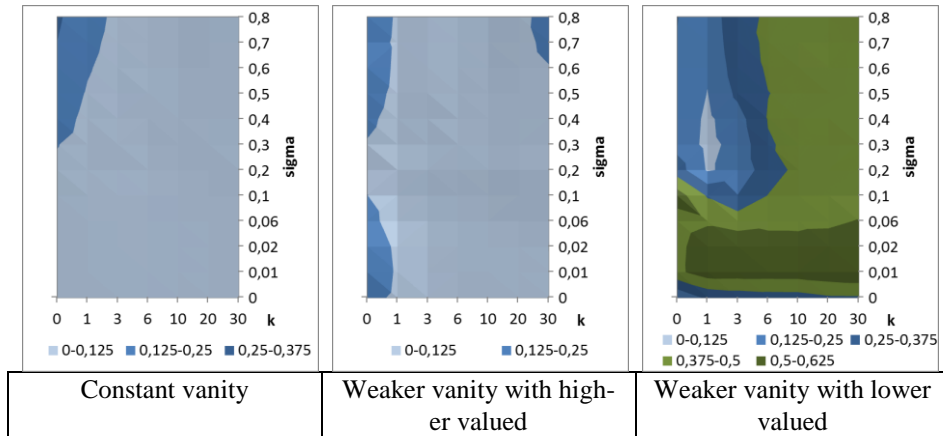 0,8
0,7
0,6
0,5
0,4
0,3
0,2
0,1
0,06
0,02
0,01
0
sigma
0 1 3 6 10 20 30 k
0-0,125 0,125-0,25 0,25-0,375
0,8
0,7
0,6
0,5
0,4
0,3
0,2
0,1
0,06
0,02
0,01
0
sigma
0 1 3 6 10 20 30 k
0-0,125 0,125-0,25
0,8
0,7
0,6
0,5
0,4
0,3
0,2
0,1
0,06
0,02
0,01
0
sigma
0 1 3 6 10 20 30 k
0-0,125 0,125-0,25 0,25-0,375
0,375-0,5 0,5-0,625
Constant vanity
Weaker vanity with high-
er valued
Weaker vanity with lower
valued